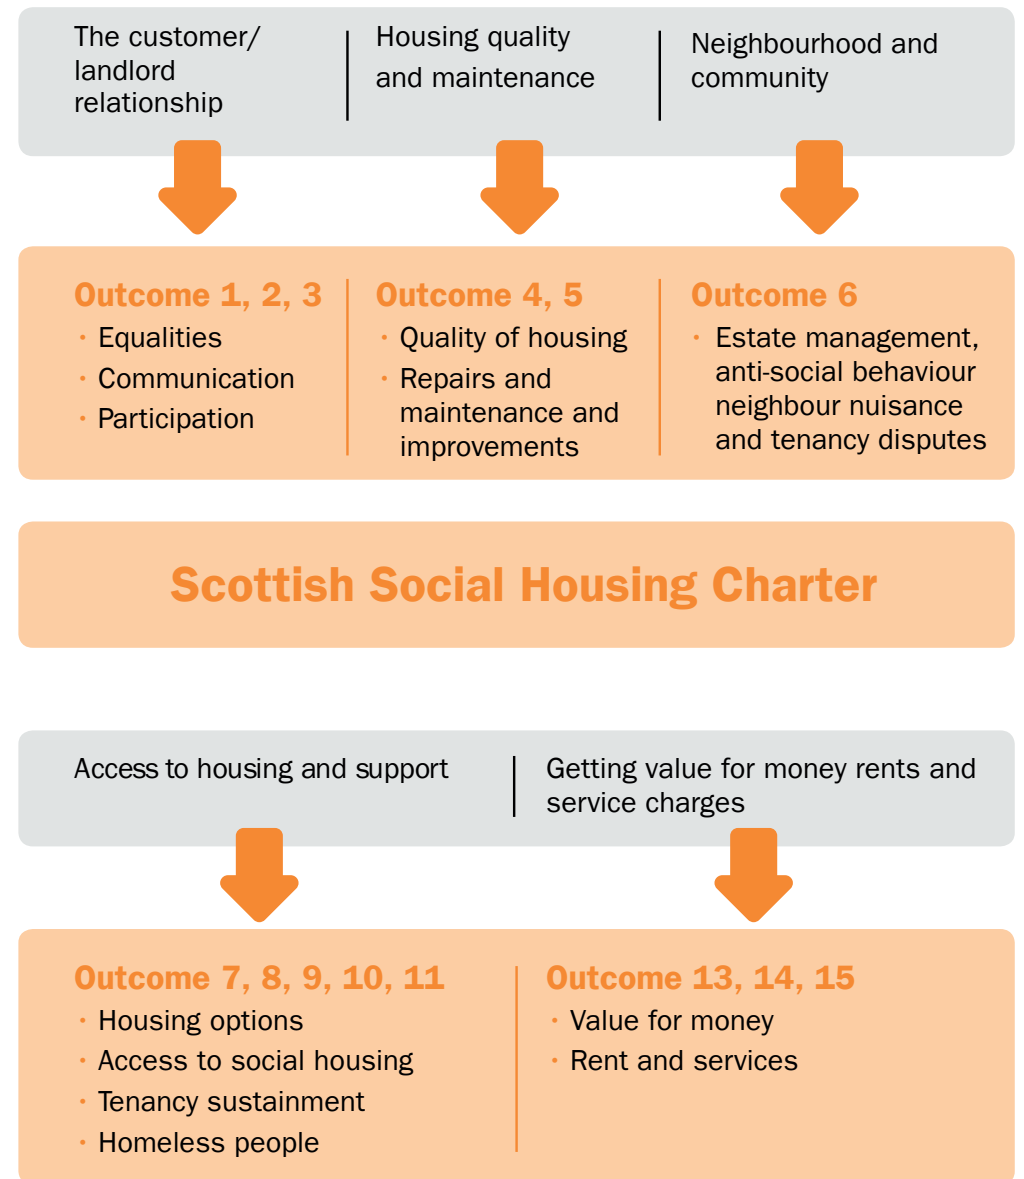 The customer/
landlord
relationship
Housing quality
and maintenance
Neighbourhood and
community
Outcome 1, 2, 3
· Equalities
· Communication
· Participation
Outcome 4, 5
· Quality of housing
· Repairs and
maintenance and
improvements
Outcome 6
· Estate management,
anti-social behaviour
neighbour nuisance
and tenancy disputes
Scottish Social Housing Charter
Access to housing and support
Getting value for money rents and
service charges
Outcome 7, 8, 9, 10, 11
· Housing options
· Access to social housing
· Tenancy sustainment
· Homeless people
Outcome 13, 14, 15
· Value for money
· Rent and services